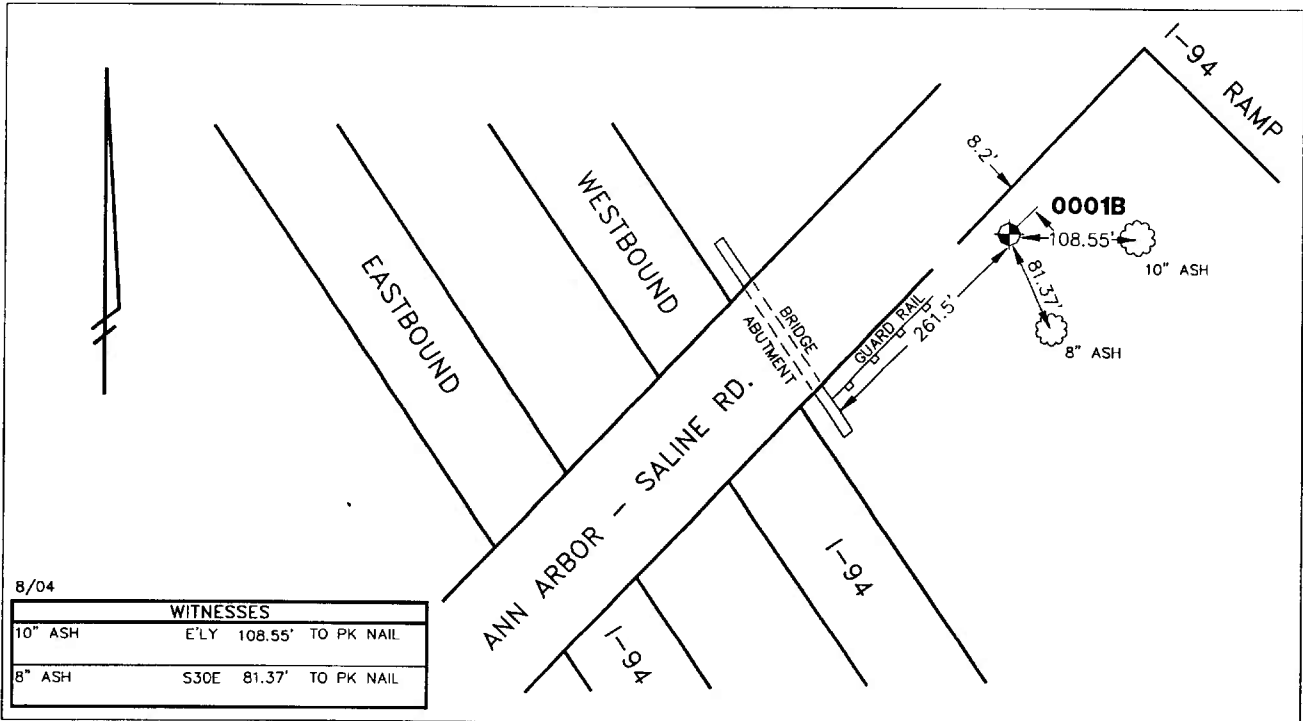 I-94 RAMP
8.2'
0001B
108.55'
10" ASH
81.37'
8" ASH
261.5'
GUARD RAIL
BRIDGE
ABUTMENT
WESTBOUND
EASTBOUND
ANN ARBOR - SALINE RD.
I-94
I-94
8/04
WITNESSES
10" ASH E'LY 108.55' TO PK NAIL
8" ASH S30E 81.37' TO PK NAIL